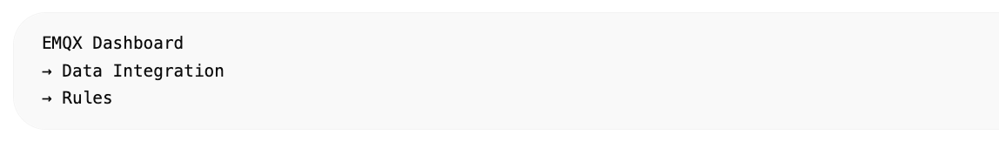 EMQX Dashboard
→ Data Integration
→ Rules